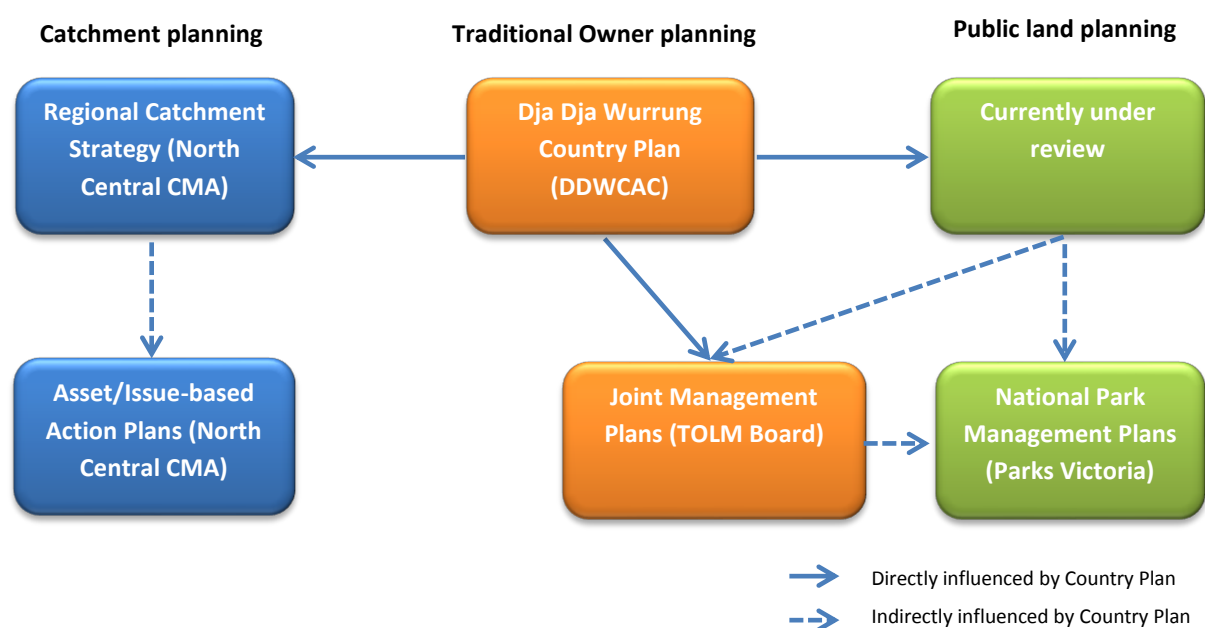 Catchment planning
Traditional Owner planning
Public land planning
Regional Catchment
Strategy (North
Central CMA)
Dja Dja Wurrung
Country Plan
(DDWCAC)
Currently under
review
Asset/Issue-based
Action Plans (North
Central CMA)
Joint Management
Plans (TOLM Board)
National Park
Management Plans
(Parks Victoria)
Directly influenced by Country Plan
Indirectly influenced by Country Plan